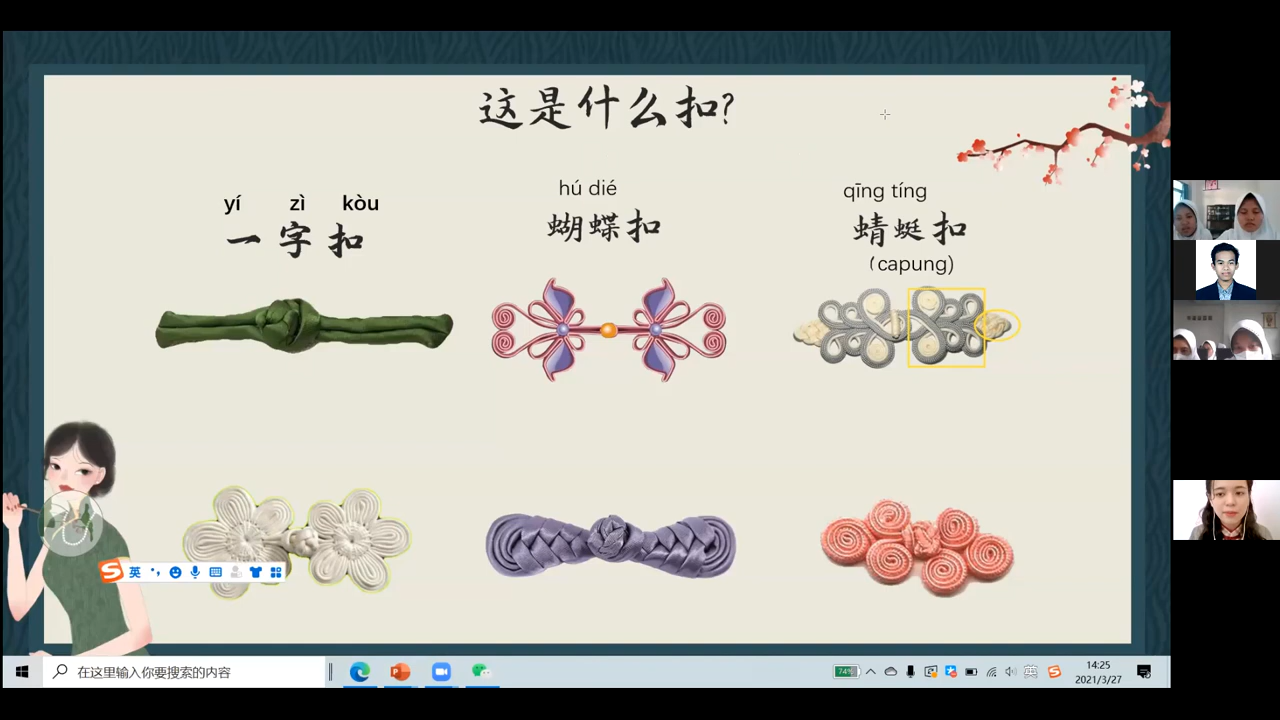 这是什么扣?
yí zì kòu
一字扣
hú dié
蝴蝶扣
qīng tíng
蜻蜓扣
(capung)
英
在这里输入你要搜索的内容
74%
英
14:25
2021/3/27